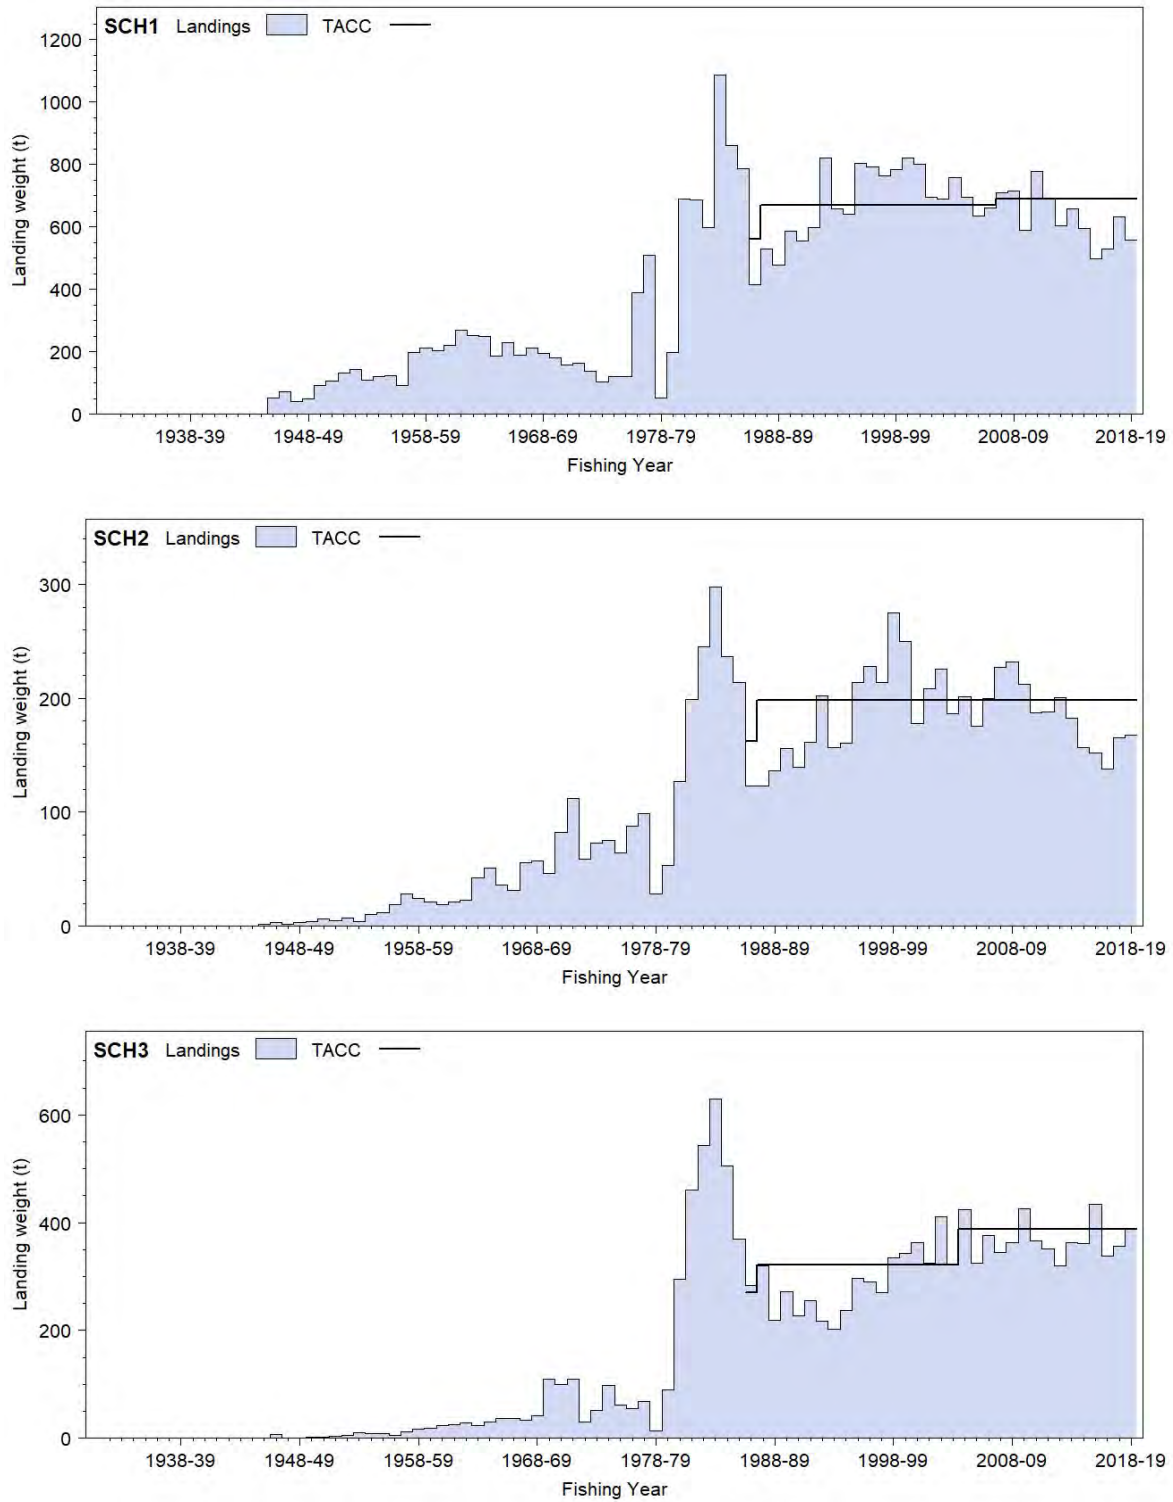 SCH1 Landings TACC
1200
1000
800
600
400
200
0
Landing weight (t)
1938-39 1948-49 1958-59 1968-69 1978-79 1988-89 1998-99 2008-09 2018-19
Fishing Year
SCH2 Landings TACC
300
200
100
0
Landing weight (t)
1938-39 1948-49 1958-59 1968-69 1978-79 1988-89 1998-99 2008-09 2018-19
Fishing Year
SCH3 Landings TACC
600
400
200
0
Landing weight (t)
1938-39 1948-49 1958-59 1968-69 1978-79 1988-89 1998-99 2008-09 2018-19
Fishing Year